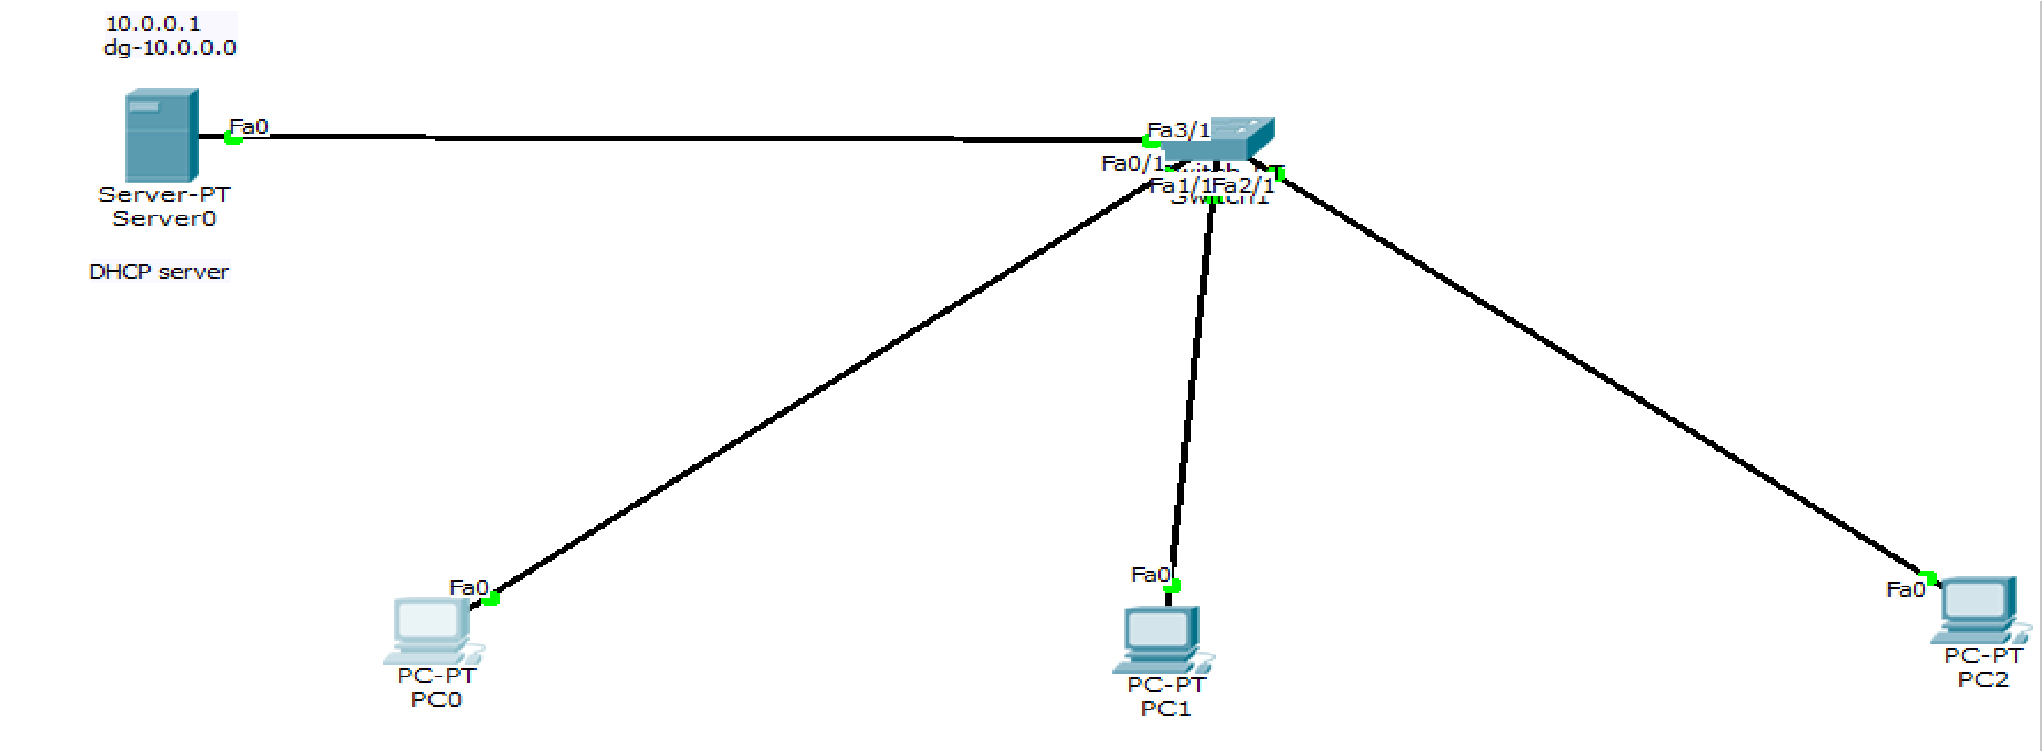 10.0.0.1
dg-10.0.0.0
Fa0
Server-PT
Server0
DHCP server
Fa3/1
Fa0/1
Fa1/1
Fa2/1
Switch1
Fa0
PC-PT
PC0
Fa0
PC-PT
PC1
Fa0
PC-PT
PC2